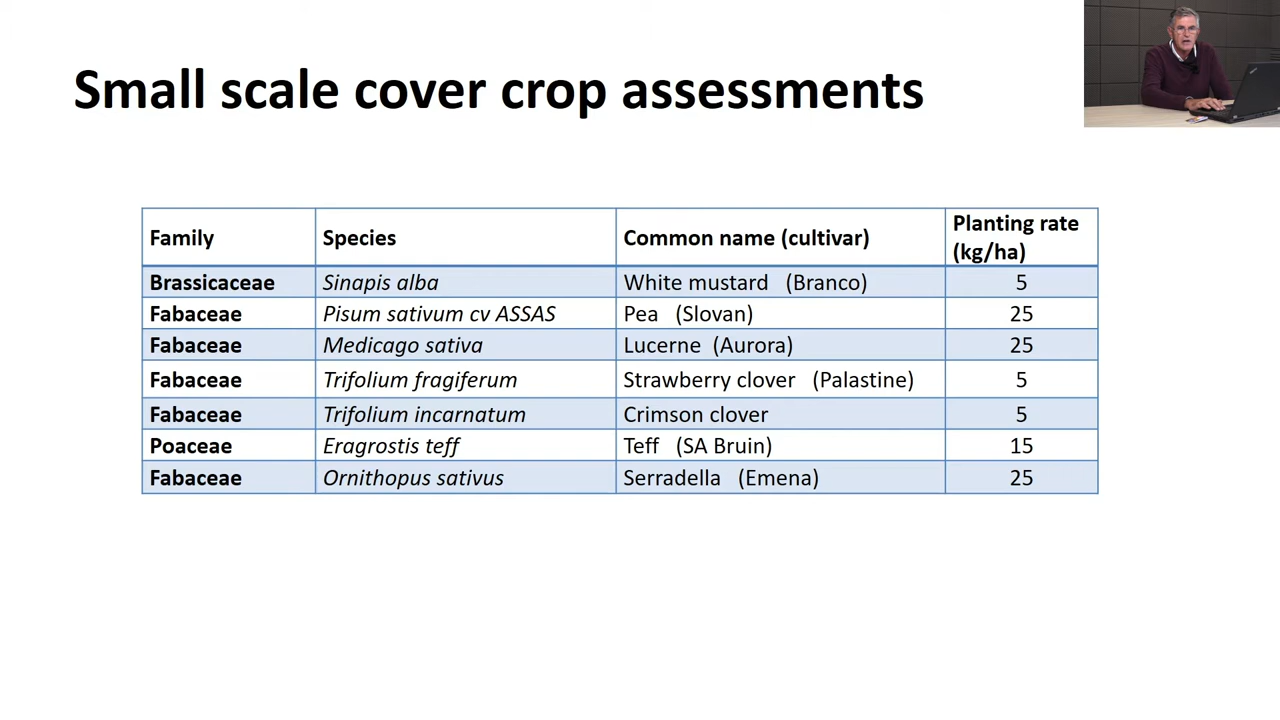 Small scale cover crop assessments
Family Species Common name (cultivar) Planting rate (kg/ha)
Brassicaceae Sinapis alba White mustard (Branco) 5
Fabaceae Pisum sativum cv ASSAS Pea (Slovan) 25
Fabaceae Medicago sativa Lucerne (Aurora) 25
Fabaceae Trifolium fragiferum Strawberry clover (Palastine) 5
Fabaceae Trifolium incarnatum Crimson clover 5
Poaceae Eragrostis teff Teff (SA Bruin) 15
Fabaceae Ornithopus sativus Serradella (Emena) 25